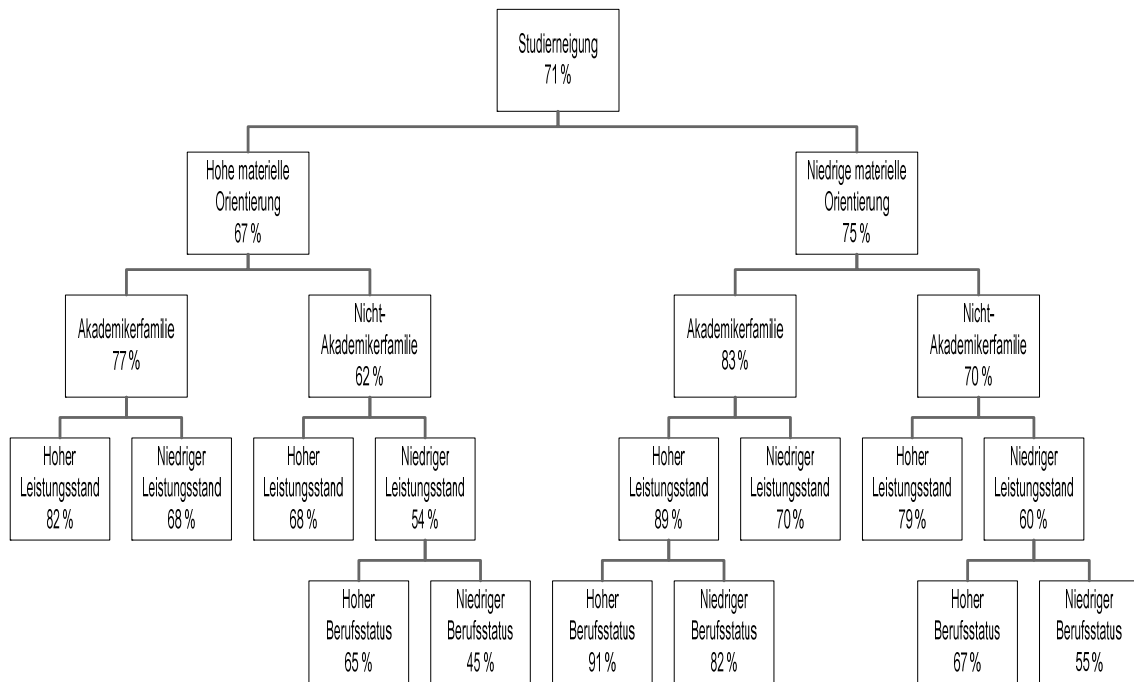 Studierneigung
71 %
Hohe materielle
Orientierung
67 %
Niedrige materielle
Orientierung
75 %
Akademikerfamilie
77 %
Nicht-
Akademikerfamilie
62 %
Akademikerfamilie
83 %
Nicht-
Akademikerfamilie
70 %
Hoher
Leistungsstand
82 %
Niedriger
Leistungsstand
68 %
Hoher
Leistungsstand
68 %
Niedriger
Leistungsstand
54 %
Hoher
Leistungsstand
89 %
Niedriger
Leistungsstand
70 %
Hoher
Leistungsstand
79 %
Niedriger
Leistungsstand
60 %
Hoher
Berufsstatus
65 %
Niedriger
Berufsstatus
45 %
Hoher
Berufsstatus
91 %
Niedriger
Berufsstatus
82 %
Hoher
Berufsstatus
67 %
Niedriger
Berufsstatus
55 %